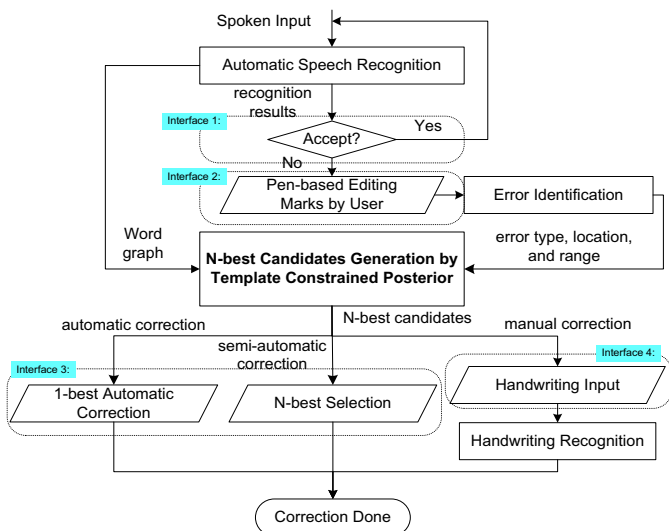 Spoken Input
Automatic Speech Recognition
recognition
results
Interface 1:
Accept?
Yes
No
Interface 2:
Pen-based Editing
Marks by User
Error Identification
Word
graph
error type, location,
and range
N-best Candidates Generation by
Template Constrained Posterior
automatic correction
N-best candidates
manual correction
semi-automatic
correction
Interface 3:
Interface 4:
1-best Automatic
Correction
N-best Selection
Handwriting Input
Handwriting Recognition
Correction Done